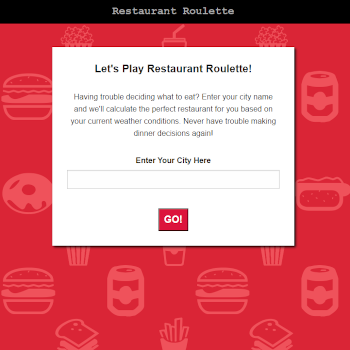 Restaurant Roulette
Let's Play Restaurant Roulette!
Having trouble deciding what to eat? Enter your city name
and we'll calculate the perfect restaurant for you based on
your current weather conditions. Never have trouble making
dinner decisions again!
Enter Your City Here
GO!